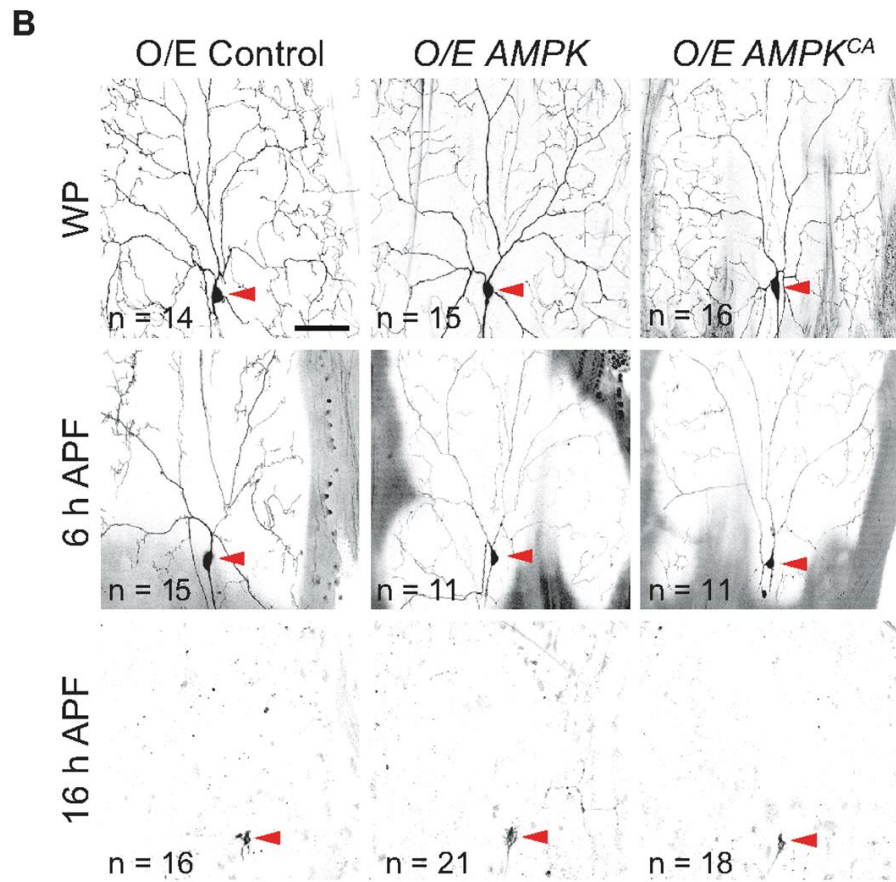 B
O/E Control O/E AMPK O/E AMPK^CA
WP
n = 14 n = 15 n = 16
6 h APF
n = 15 n = 11 n = 11
16 h APF
n = 16 n = 21 n = 18